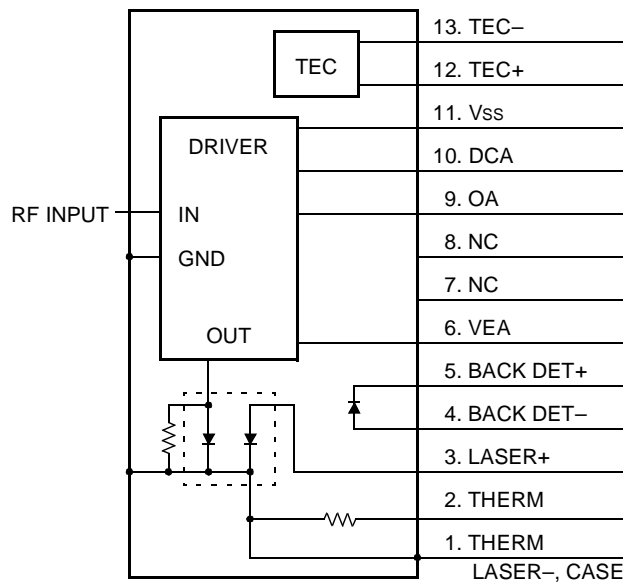 13. TEC–
TEC
12. TEC+
11. Vss
DRIVER
10. DCA
9. OA
RF INPUT
IN
8. NC
GND
7. NC
6. VEA
OUT
5. BACK DET+
4. BACK DET–
3. LASER+
2. THERM
1. THERM
LASER–, CASE